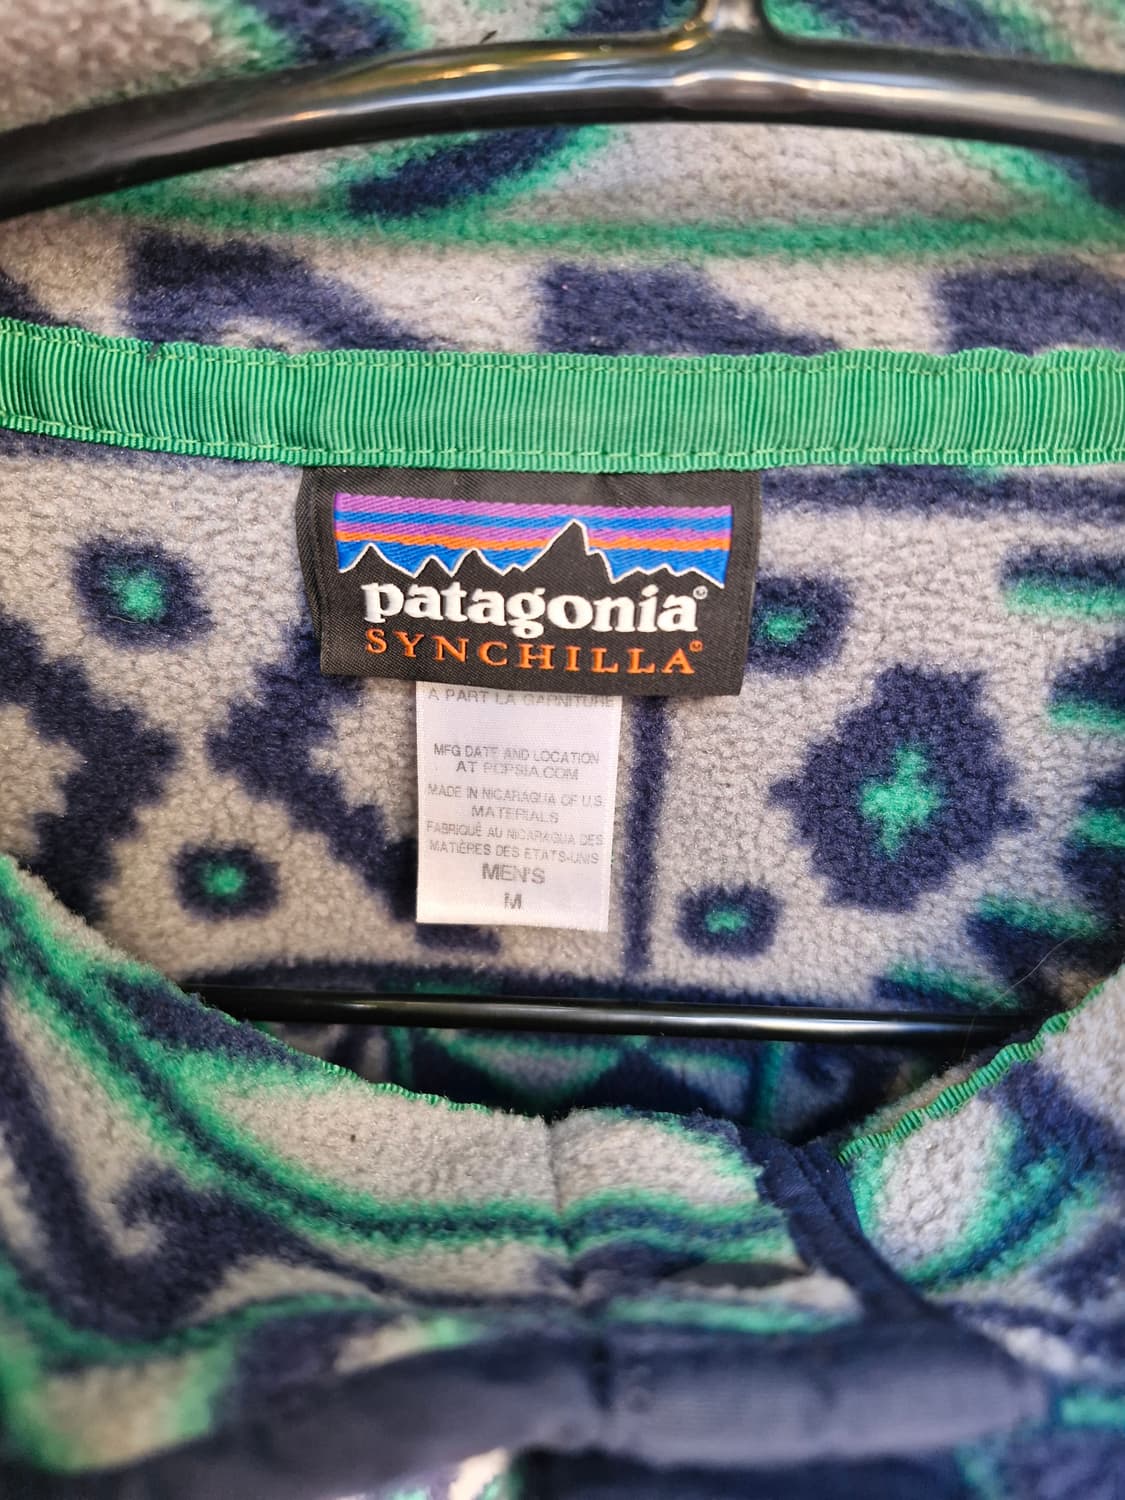 patagonia®
SYNCHILLA®
A PART LA GARNITURE
MFG DATE AND LOCATION
AT PCPSIA.COM
MADE IN NICARAGUA OF U.S.
MATERIALS
FABRIQUÉ AU NICARAGUA DES
MATIÈRES DES ETATS-UNIS
MEN'S
M